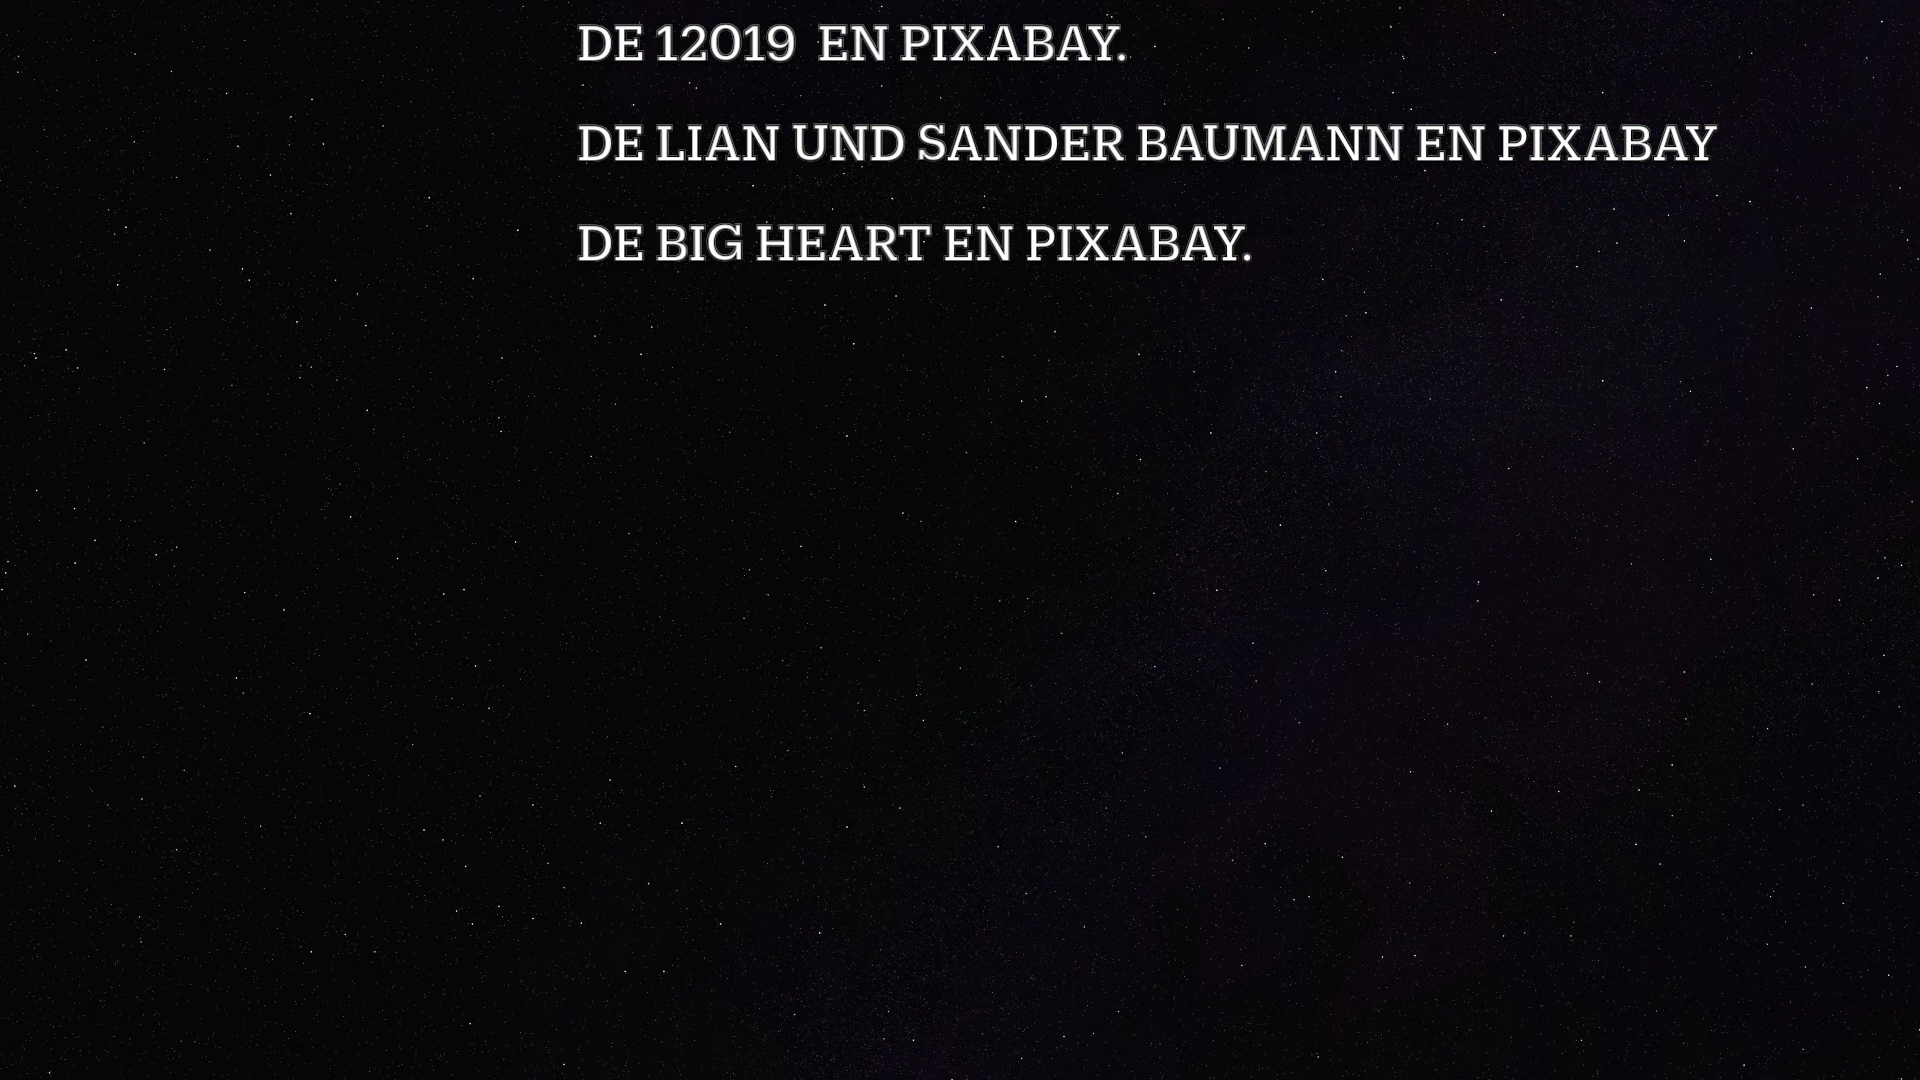 DE 12019  EN PIXABAY.
DE LIAN UND SANDER BAUMANN EN PIXABAY
DE BIG HEART EN PIXABAY.